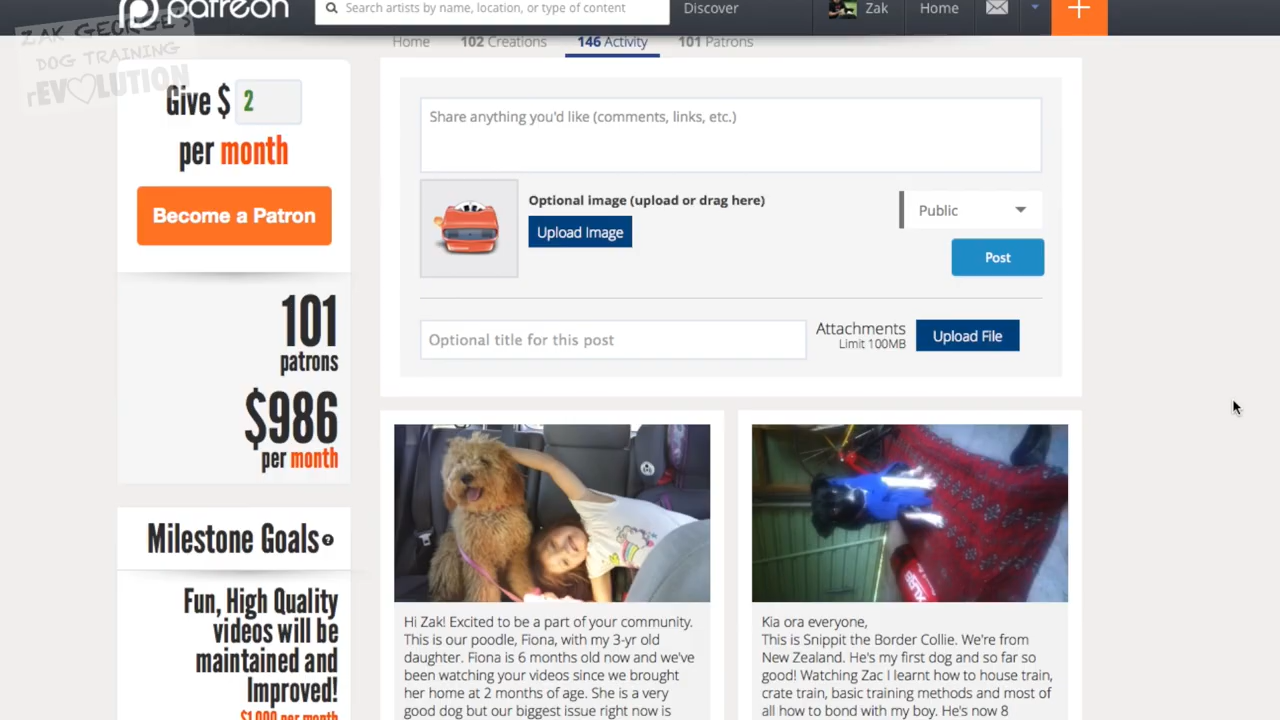 patreon
Search artists by name, location, or type of content
Discover
Zak
Home
ZAK GEORGE'S
DOG TRAINING
rEVOLUTION
Home
102 Creations
146 Activity
101 Patrons
Give $ 2
per month
Become a Patron
101
patrons
$986
per month
Milestone Goals
Fun, High Quality
videos will be
maintained and
Improved!
$1,000 per month
Share anything you'd like (comments, links, etc.)
Optional image (upload or drag here)
Upload Image
Public
Post
Optional title for this post
Attachments
Limit 100MB
Upload File
Hi Zak! Excited to be a part of your community.
This is our poodle, Fiona, with my 3-yr old
daughter. Fiona is 6 months old now and we've
been watching your videos since we brought
her home at 2 months of age. She is a very
good dog but our biggest issue right now is
Kia ora everyone,
This is Snippit the Border Collie. We're from
New Zealand. He's my first dog and so far so
good! Watching Zac I learnt how to house train,
crate train, basic training methods and most of
all how to bond with my boy. He's now 8